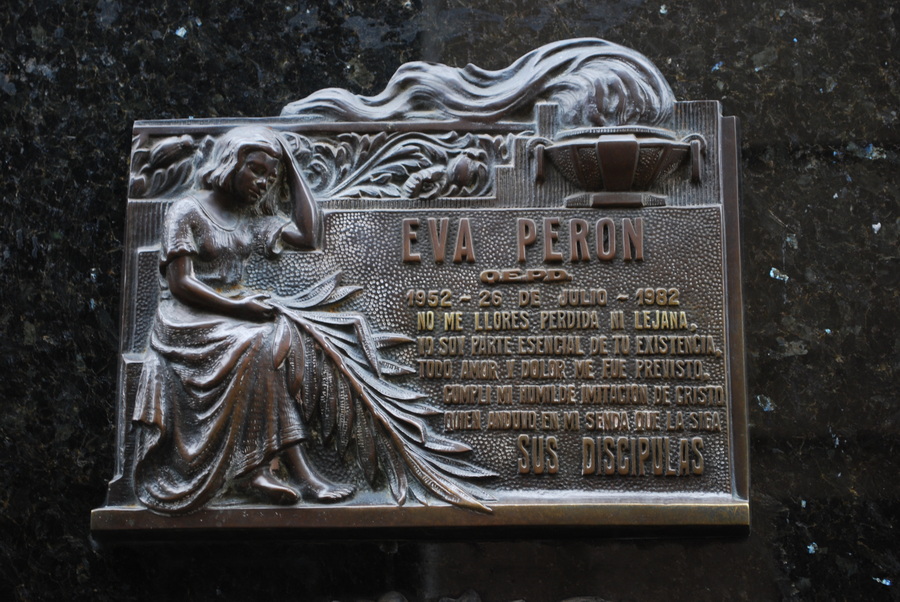 EVA PERON
Q.E.P.D.
1952 - 26 DE JULIO - 1982
NO ME LLORES PERDIDA NI LEJANA.
YO SOY PARTE ESENCIAL DE TU EXISTENCIA,
TODO AMOR Y DOLOR ME FUE PREVISTO.
CUMPLI MI HUMILDE IMITACION DE CRISTO
QUIEN ANDUVO EN MI SENDA QUE LA SIGA
SUS DISCIPULAS